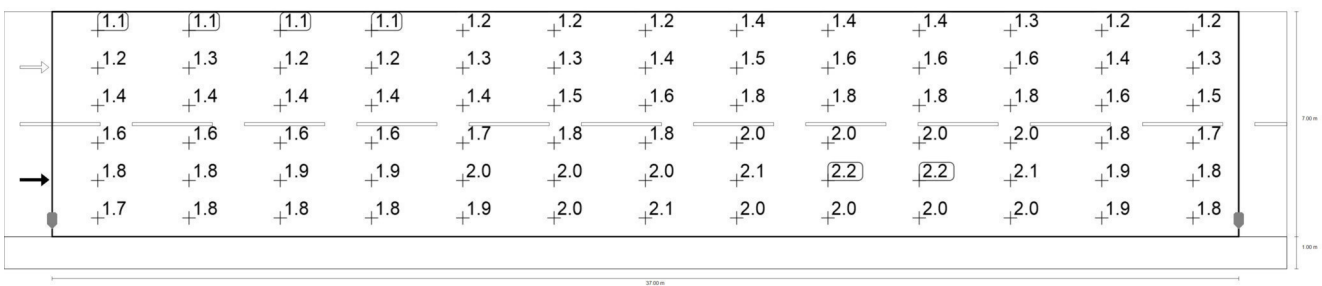 1.1 1.1 1.1 1.1 1.2 1.2 1.2 1.4 1.4 1.4 1.3 1.2 1.2
1.2 1.3 1.2 1.2 1.3 1.3 1.4 1.5 1.6 1.6 1.6 1.4 1.3
1.4 1.4 1.4 1.4 1.4 1.5 1.6 1.8 1.8 1.8 1.8 1.6 1.5
7.00 m
1.6 1.6 1.6 1.6 1.7 1.8 1.8 2.0 2.0 2.0 2.0 1.8 1.7
1.8 1.8 1.9 1.9 2.0 2.0 2.0 2.1 2.2 2.2 2.1 1.9 1.8
1.7 1.8 1.8 1.8 1.9 2.0 2.1 2.0 2.0 2.0 2.0 1.9 1.8
1.00 m
37.00 m